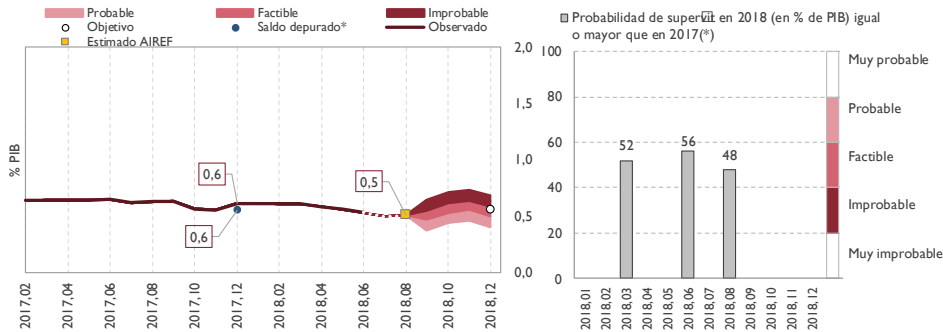 Probable
Factible
Improbable
Objetivo
Saldo depurado*
Observado
Estimado AIREF
% PIB
2,0
1,5
1,0
0,5
0,0
0,6
0,6
0,5
2017,02
2017,04
2017,06
2017,08
2017,10
2017,12
2018,02
2018,04
2018,06
2018,08
2018,10
2018,12
Probabilidad de supervit en 2018 (en % de PIB) igual
o mayor que en 2017(*)
100
80
60
40
20
0
52
56
48
Muy probable
Probable
Factible
Improbable
Muy improbable
2018,01
2018,02
2018,03
2018,04
2018,05
2018,06
2018,07
2018,08
2018,09
2018,10
2018,11
2018,12